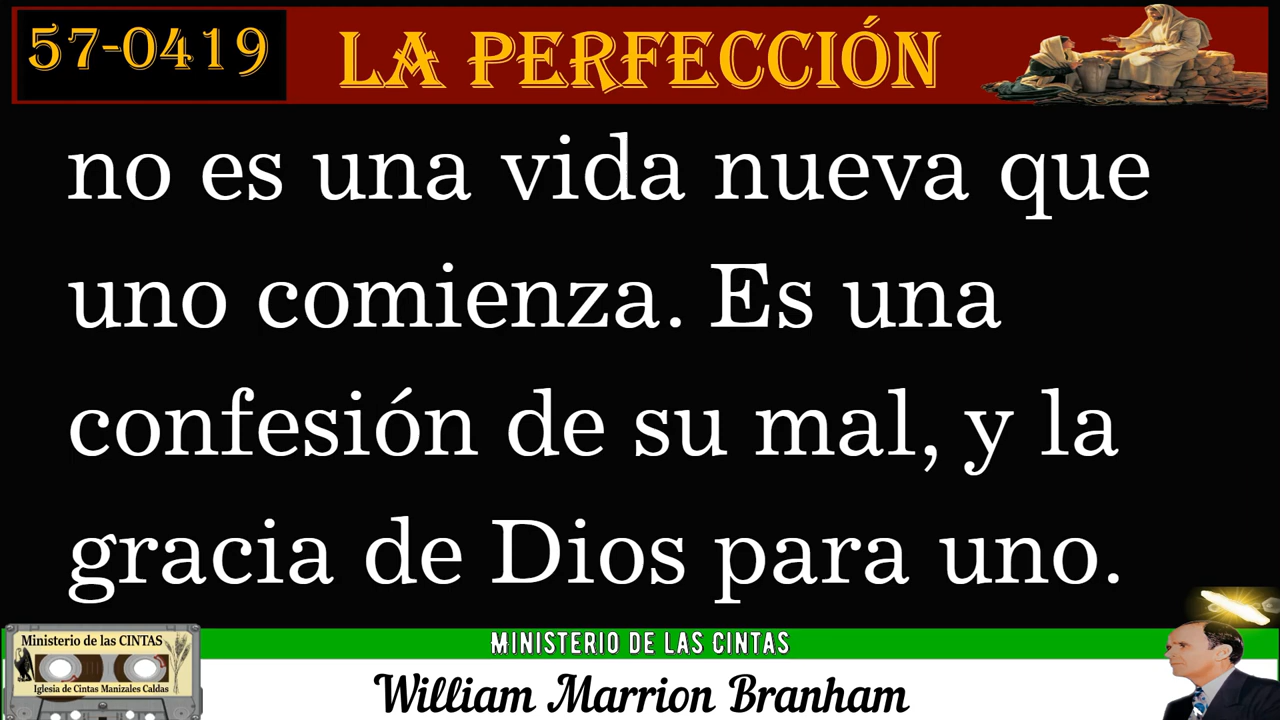 57-0419
LA PERFECCIÓN
no es una vida nueva que
uno comienza. Es una
confesión de su mal, y la
gracia de Dios para uno.
Ministerio de las CINTAS
Iglesia de Cintas Manizales Caldas
MINISTERIO DE LAS CINTAS
William Marrion Branham